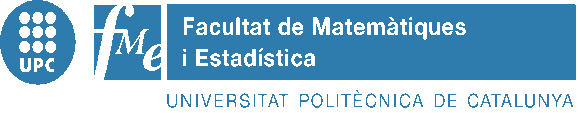 UPC
fMe
Facultat de Matemàtiques
i Estadística
UNIVERSITAT POLITÈCNICA DE CATALUNYA